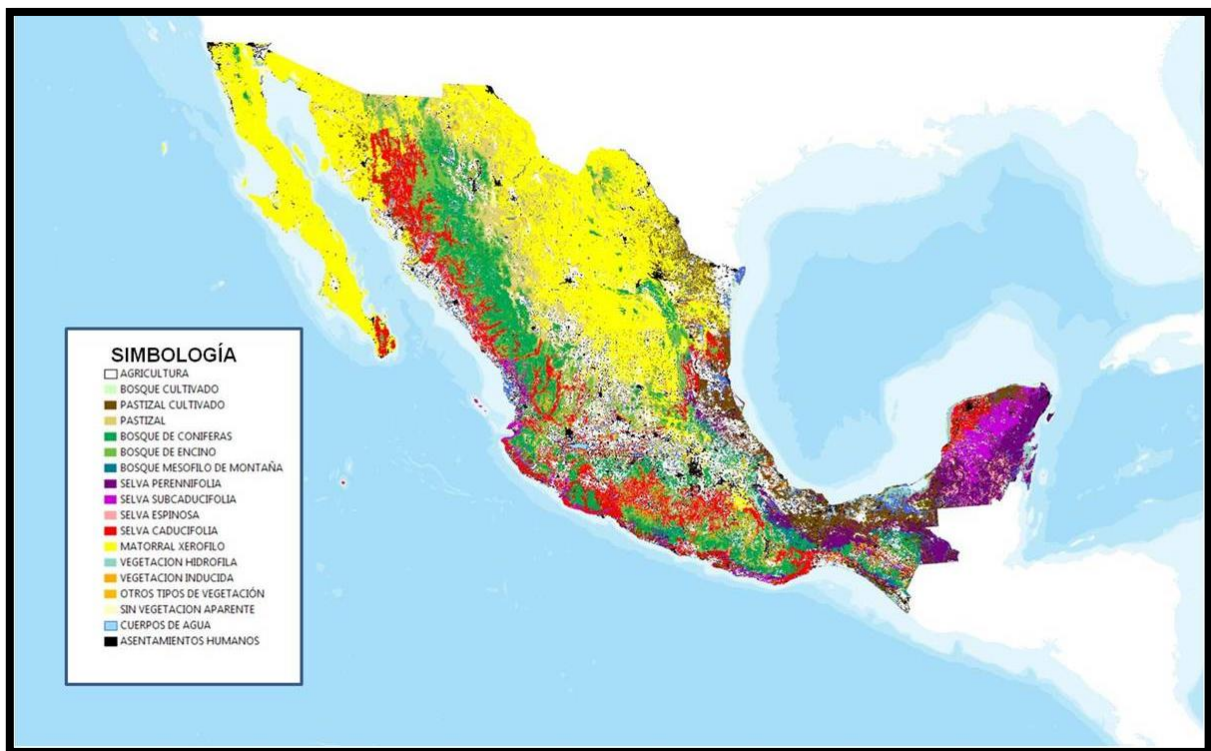 SIMBOLOGÍA
AGRICULTURA
BOSQUE CULTIVADO
PASTIZAL CULTIVADO
PASTIZAL
BOSQUE DE CONIFERAS
BOSQUE DE ENCINO
BOSQUE MESOFILO DE MONTAÑA
SELVA PERENNIFOLIA
SELVA SUBCADUCIFOLIA
SELVA ESPINOSA
SELVA CADUCIFOLIA
MATORRAL XEROFILO
VEGETACION HIDROFILA
VEGETACION INDUCIDA
OTROS TIPOS DE VEGETACIÓN
SIN VEGETACION APARENTE
CUERPOS DE AGUA
ASENTAMIENTOS HUMANOS